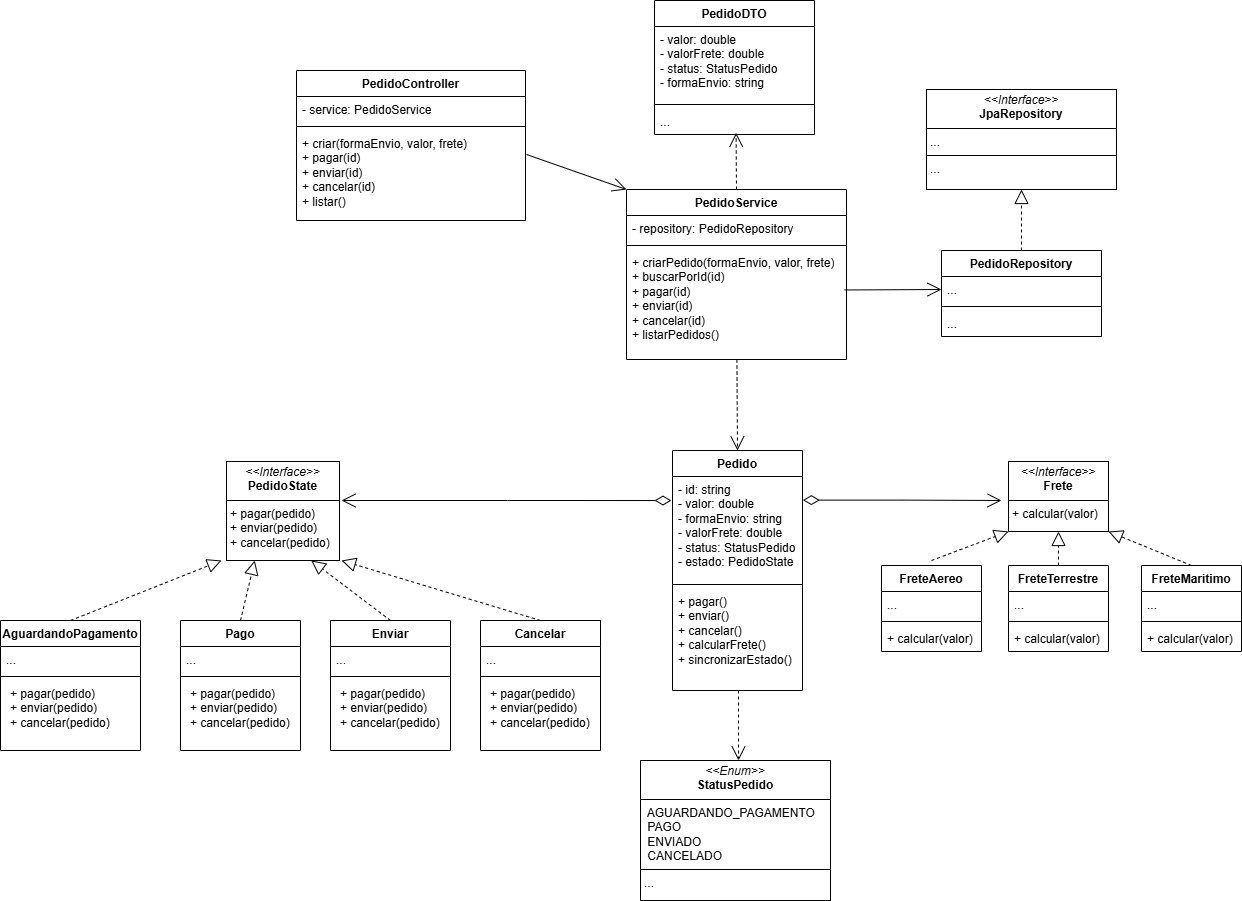 PedidoDTO
- valor: double
- valorFrete: double
- status: StatusPedido
- formaEnvio: string
...
PedidoController
- service: PedidoService
+ criar(formaEnvio, valor, frete)
+ pagar(id)
+ enviar(id)
+ cancelar(id)
+ listar()
<<Interface>>
JpaRepository
...
...
PedidoService
- repository: PedidoRepository
+ criarPedido(formaEnvio, valor, frete)
+ buscarPorId(id)
+ pagar(id)
+ enviar(id)
+ cancelar(id)
+ listarPedidos()
PedidoRepository
...
...
<<Interface>>
PedidoState
+ pagar(pedido)
+ enviar(pedido)
+ cancelar(pedido)
Pedido
- id: string
- valor: double
- formaEnvio: string
- valorFrete: double
- status: StatusPedido
- estado: PedidoState
+ pagar()
+ enviar()
+ cancelar()
+ calcularFrete()
+ sincronizarEstado()
<<Interface>>
Frete
+ calcular(valor)
FreteAereo
...
+ calcular(valor)
FreteTerrestre
...
+ calcular(valor)
FreteMaritimo
...
+ calcular(valor)
AguardandoPagamento
...
+ pagar(pedido)
+ enviar(pedido)
+ cancelar(pedido)
Pago
...
+ pagar(pedido)
+ enviar(pedido)
+ cancelar(pedido)
Enviar
...
+ pagar(pedido)
+ enviar(pedido)
+ cancelar(pedido)
Cancelar
...
+ pagar(pedido)
+ enviar(pedido)
+ cancelar(pedido)
<<Enum>>
StatusPedido
AGUARDANDO_PAGAMENTO
PAGO
ENVIADO
CANCELADO
...